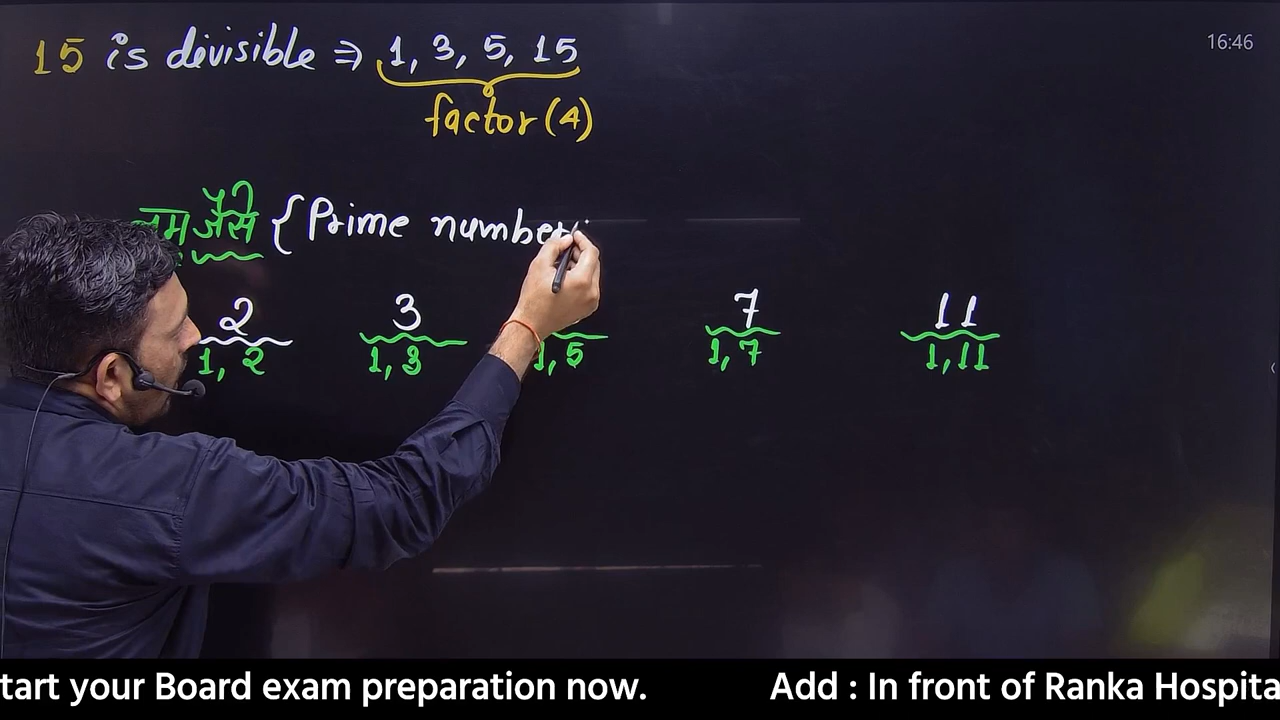 15 is divisible ⇒ 1, 3, 5, 15
16:46
factor (4)
जैसे { Prime number
2 3 7 11
1, 2 1, 3 1, 5 1, 7 1, 11
tart your Board exam preparation now. Add : In front of Ranka Hospita